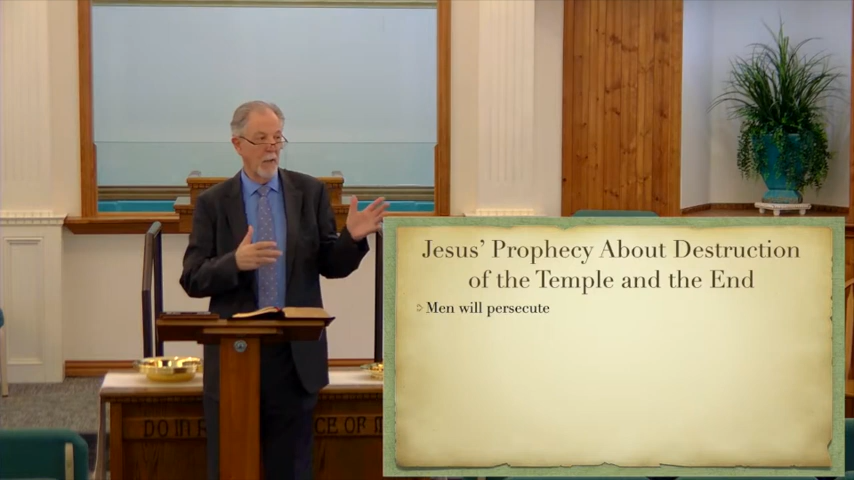 Jesus’ Prophecy About Destruction
of the Temple and the End
Men will persecute
DO IN R
CE OF M